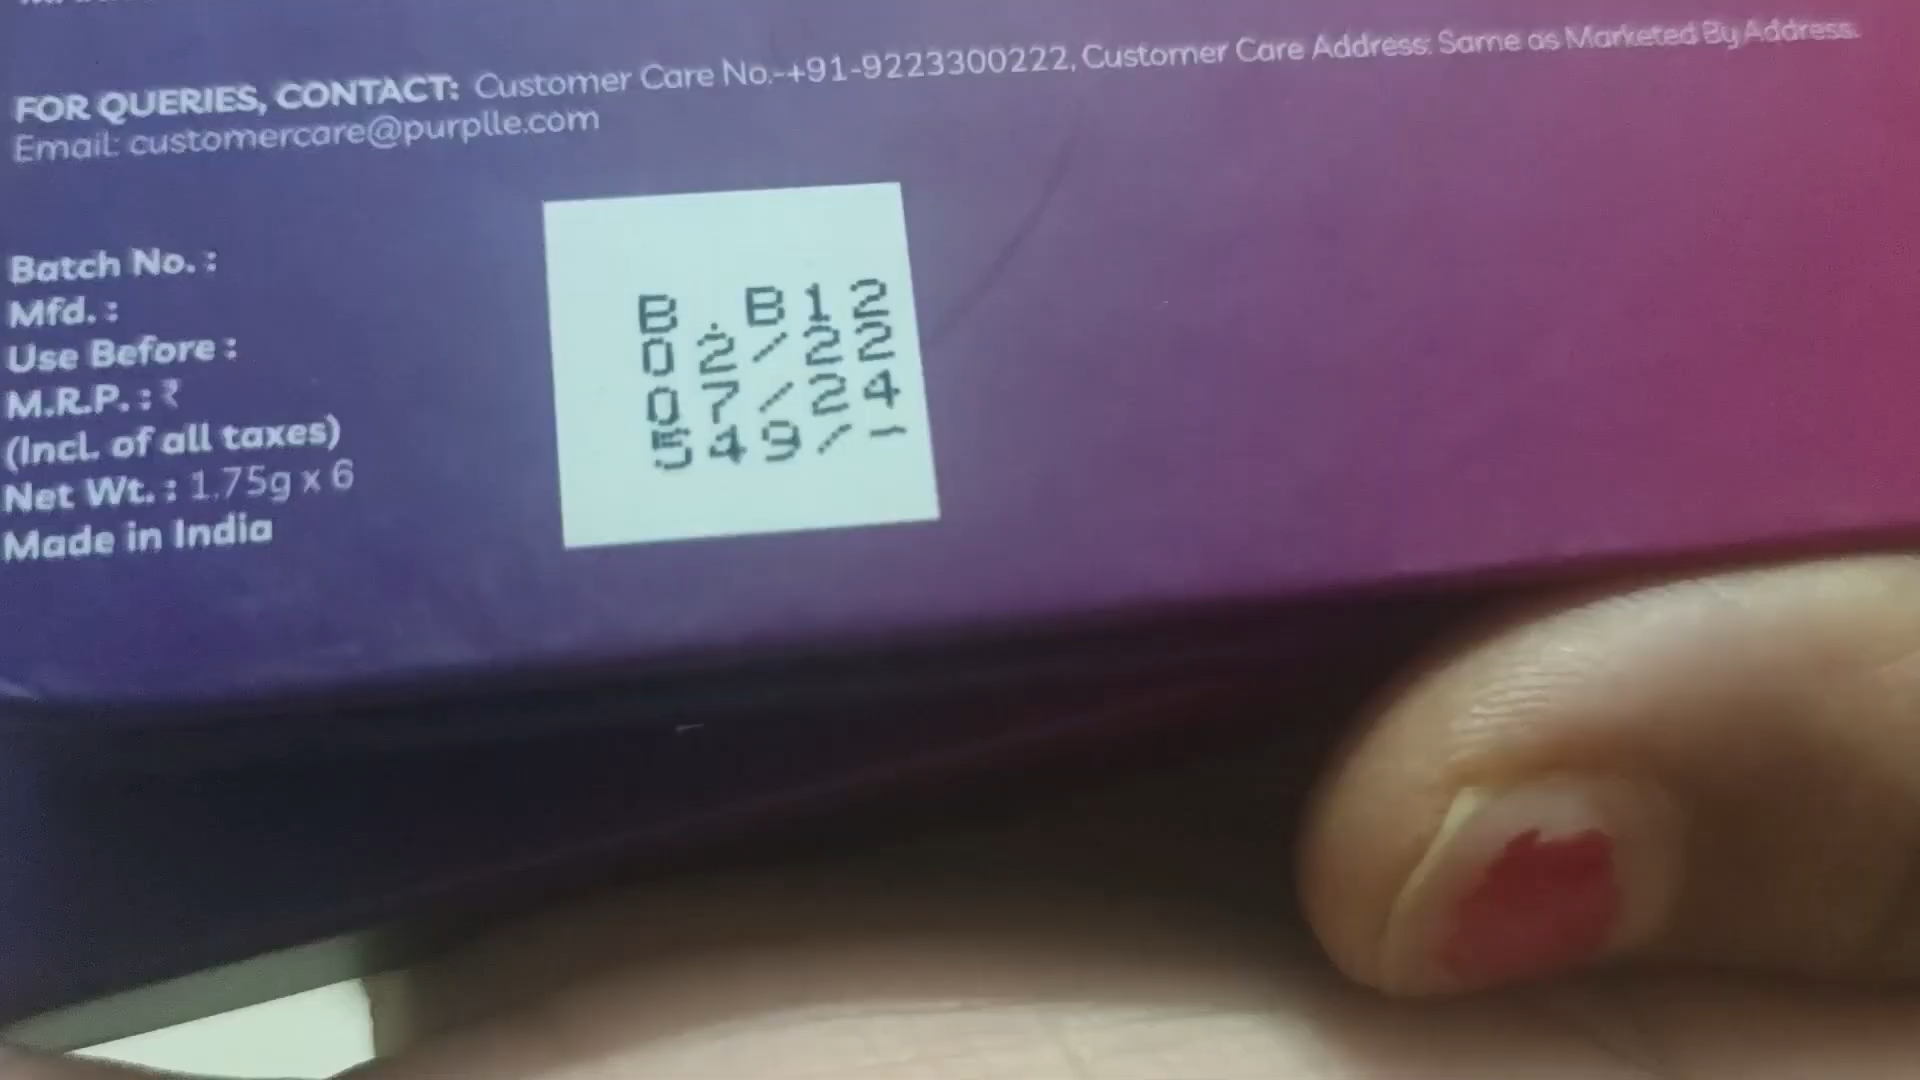 FOR QUERIES, CONTACT: Customer Care No.-+91-9223300222, Customer Care Address: Same as Marketed By Address.
Email: customercare@purplle.com
Batch No. :
Mfd. :
Use Before :
M.R.P. : ₹
(Incl. of all taxes)
Net Wt. : 1.75g x 6
Made in India
B.B12
02/22
07/24
549/-